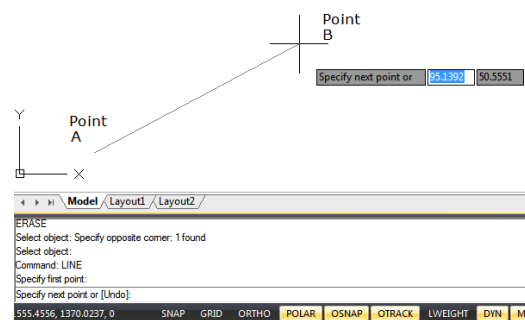 Point
B
Specify next point or 95.1392 50.5551
Y
Point
A
X
Model Layout1 Layout2
ERASE
Select object: Specify opposite corner: 1 found
Select object:
Command: LINE
Specify first point:
Specify next point or [Undo]:
555.4556, 1370.0237, 0 SNAP GRID ORTHO POLAR OSNAP OTRACK LWEIGHT DYN M